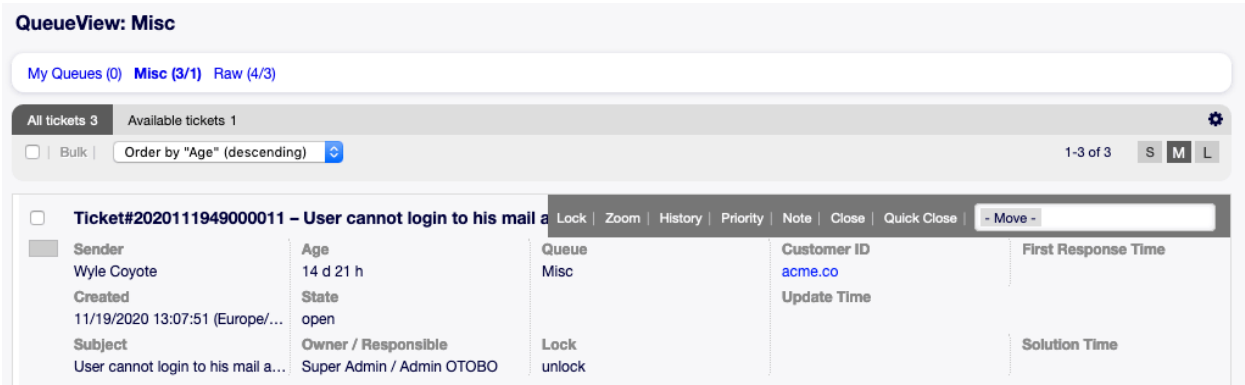 QueueView: Misc
My Queues (0) Misc (3/1) Raw (4/3)
All tickets 3 Available tickets 1
Bulk | Order by "Age" (descending) 1-3 of 3 S M L
Ticket#2020111949000011 – User cannot login to his mail a Lock | Zoom | History | Priority | Note | Close | Quick Close | - Move -
Sender Age Queue Customer ID First Response Time
Wyle Coyote 14 d 21 h Misc acme.co
Created State Update Time
11/19/2020 13:07:51 (Europe/... open
Subject Owner / Responsible Lock Solution Time
User cannot login to his mail a... Super Admin / Admin OTOBO unlock